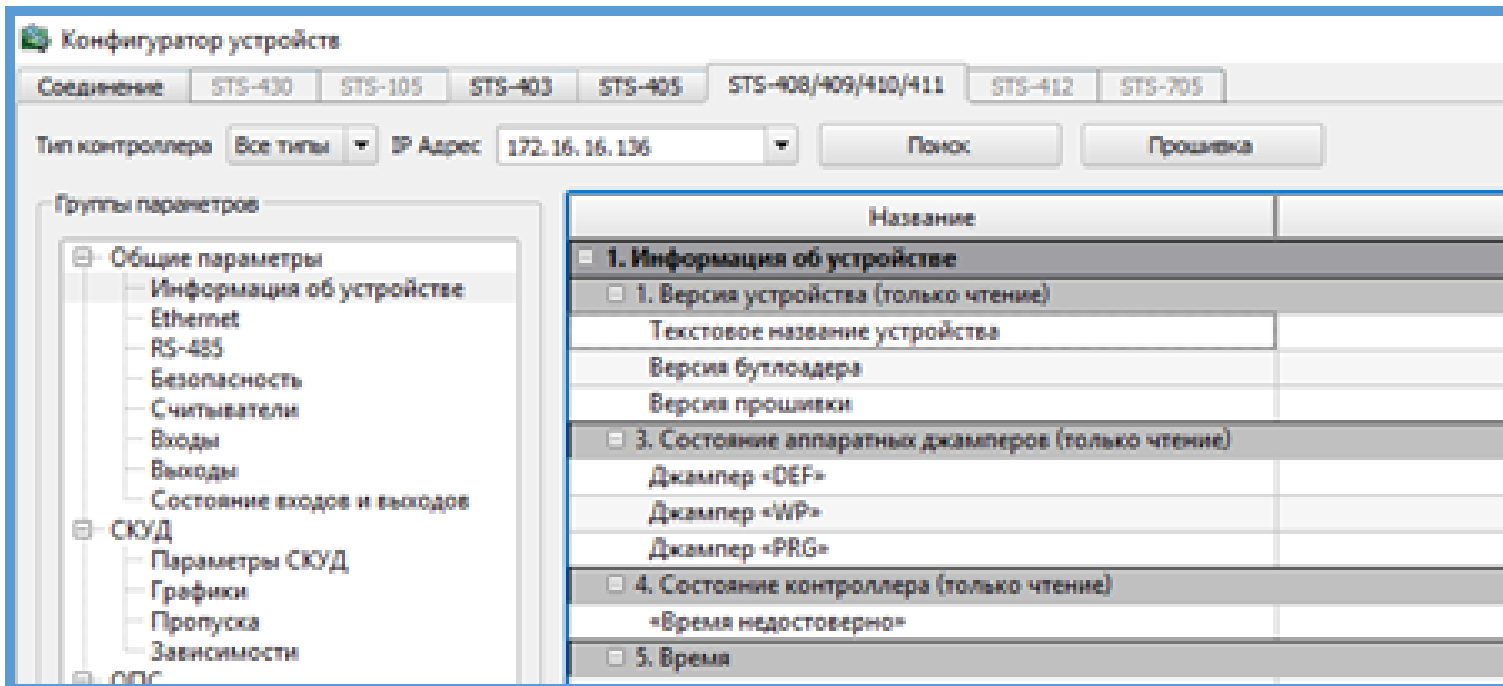 Конфигуратор устройств
Соединение STS-430 STS-105 STS-403 STS-405 STS-408/409/410/411 STS-412 STS-705
Тип контроллера Все типы IP Адрес 172.16.16.136 Поиск Прошивка
Группы параметров
Общие параметры
Информация об устройстве
Ethernet
RS-485
Безопасность
Считыватели
Входы
Выходы
Состояние входов и выходов
СКУД
Параметры СКУД
Графики
Пропуска
Зависимости
ОПС
Название
1. Информация об устройстве
1. Версия устройства (только чтение)
Текстовое название устройства
Версия бутлоадера
Версия прошивки
3. Состояние аппаратных джамперов (только чтение)
Джампер «DEF»
Джампер «WP»
Джампер «PRG»
4. Состояние контроллера (только чтение)
«Время недостоверно»
5. Время